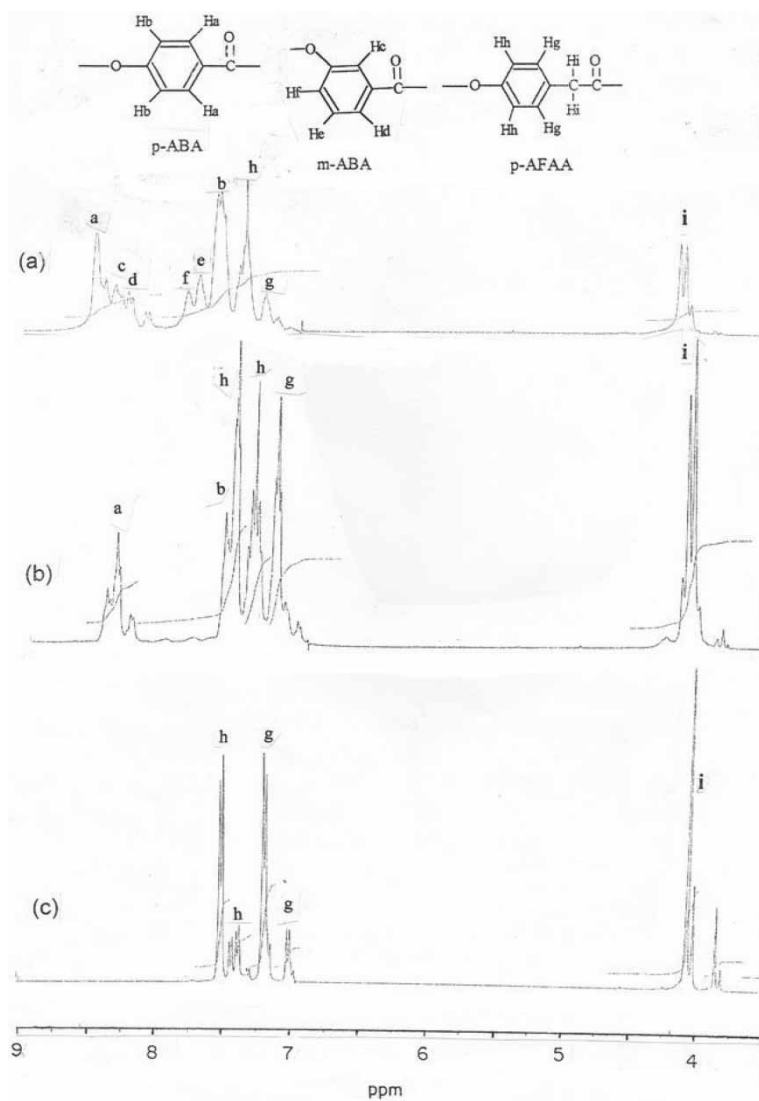 Hb Ha O
O C
Hb Ha
p-ABA
O Hc O
C
Hf
He Hd
m-ABA
Hh Hg Hi O
O C C
Hi
Hh Hg
p-AFAA
a c d f e b h g i
(a)
a b h h g i
(b)
h h g g i
(c)
9 8 7 6 5 4
ppm